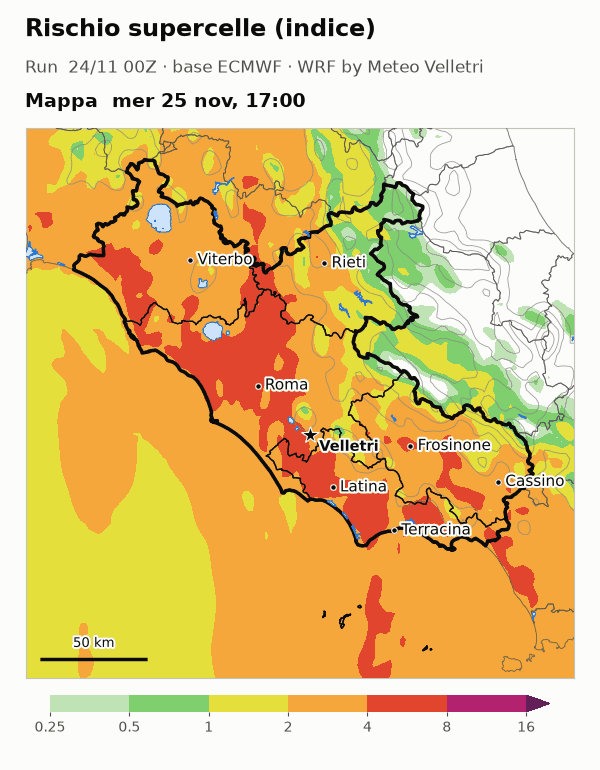 Rischio supercelle (indice)
Run  24/11 00Z · base ECMWF · WRF by Meteo Velletri
Mappa  mer 25 nov, 17:00
Viterbo
Rieti
Roma
Velletri
Frosinone
Cassino
Latina
Terracina
50 km
0.25 0.5 1 2 4 8 16